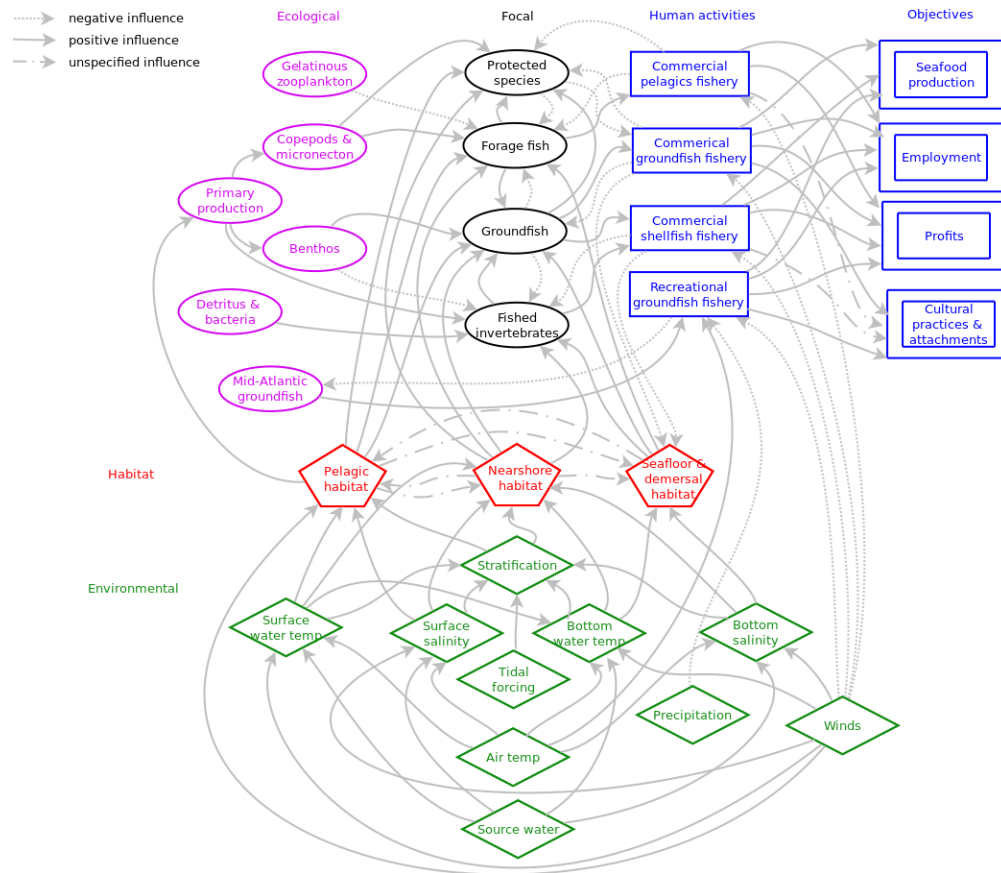 negative influence
positive influence
unspecified influence
Ecological
Focal
Human activities
Objectives
Gelatinous
zooplankton
Protected
species
Commercial
pelagics fishery
Seafood
production
Copepods &
micronecton
Forage fish
Commerical
groundfish fishery
Employment
Primary
production
Benthos
Groundfish
Commercial
shellfish fishery
Profits
Detritus &
bacteria
Fished
invertebrates
Recreational
groundfish fishery
Cultural
practices &
attachments
Mid-Atlantic
groundfish
Habitat
Pelagic
habitat
Nearshore
habitat
Seafloor &
demersal
habitat
Environmental
Stratification
Surface
water temp
Surface
salinity
Bottom
water temp
Bottom
salinity
Tidal
forcing
Precipitation
Winds
Air temp
Source water